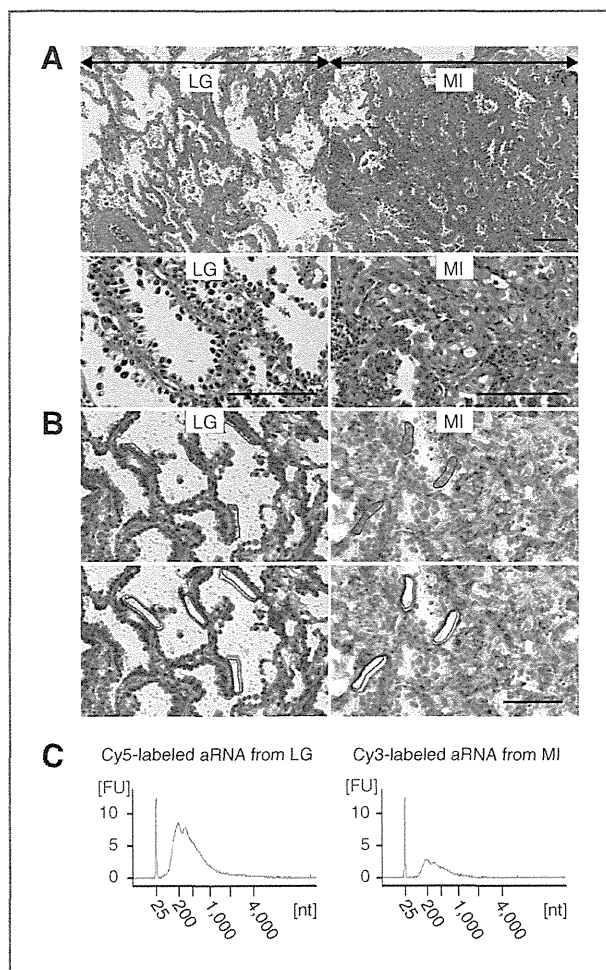 A
LG MI
LG MI
B
LG MI
C
Cy5-labeled aRNA from LG Cy3-labeled aRNA from MI
[FU] [FU]
10 10
5 5
0 0
25 200 1,000 4,000 [nt] 25 200 1,000 4,000 [nt]